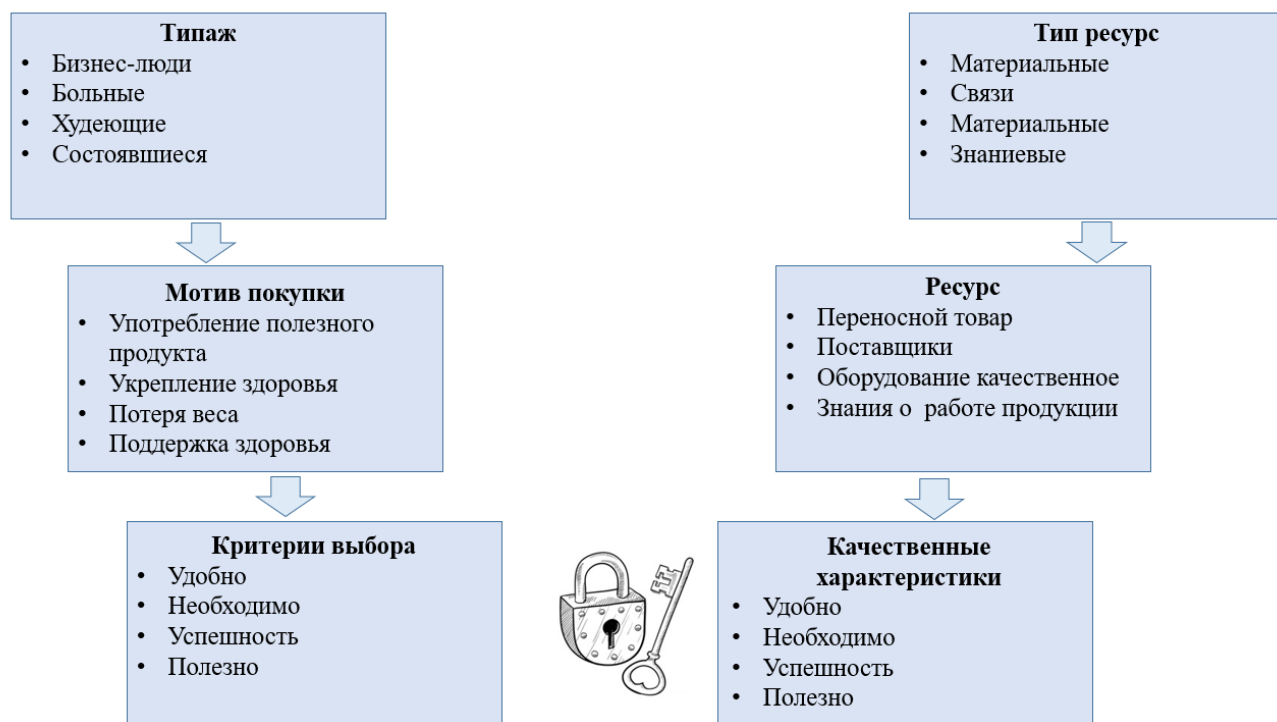 Типаж
• Бизнес-люди
• Больные
• Худеющие
• Состоявшиеся
Тип ресурс
• Материальные
• Связи
• Материальные
• Знаниевые
Мотив покупки
• Употребление полезного
продукта
• Укрепление здоровья
• Потеря веса
• Поддержка здоровья
Ресурс
• Переносной товар
• Поставщики
• Оборудование качественное
• Знания о работе продукции
Критерии выбора
• Удобно
• Необходимо
• Успешность
• Полезно
Качественные
характеристики
• Удобно
• Необходимо
• Успешность
• Полезно